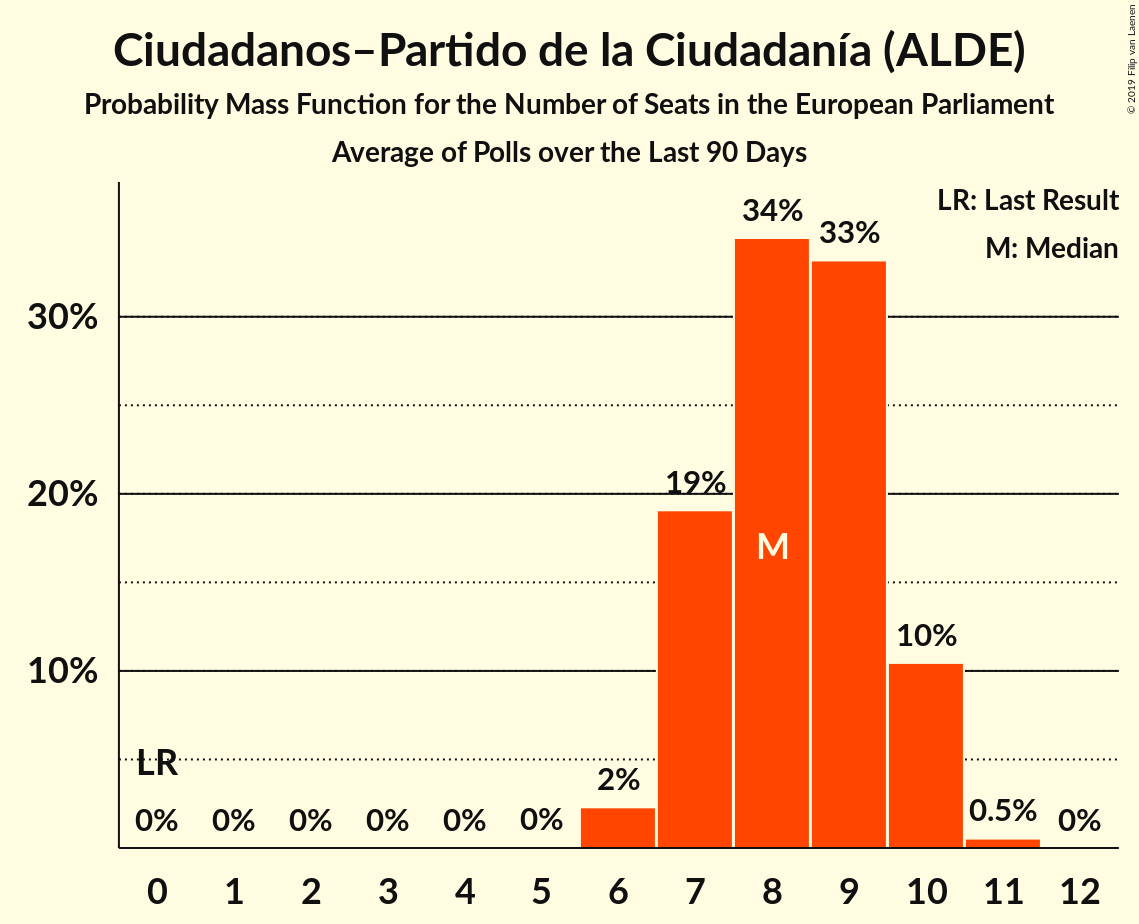 Ciudadanos–Partido de la Ciudadanía (ALDE)
Probability Mass Function for the Number of Seats in the European Parliament
Average of Polls over the Last 90 Days
© 2019 Filip van Laenen
LR: Last Result
M: Median
34%
33%
30%
19%
20%
M
10%
10%
LR
2%
0% 0% 0% 0% 0% 0% 0.5% 0%
0 1 2 3 4 5 6 7 8 9 10 11 12